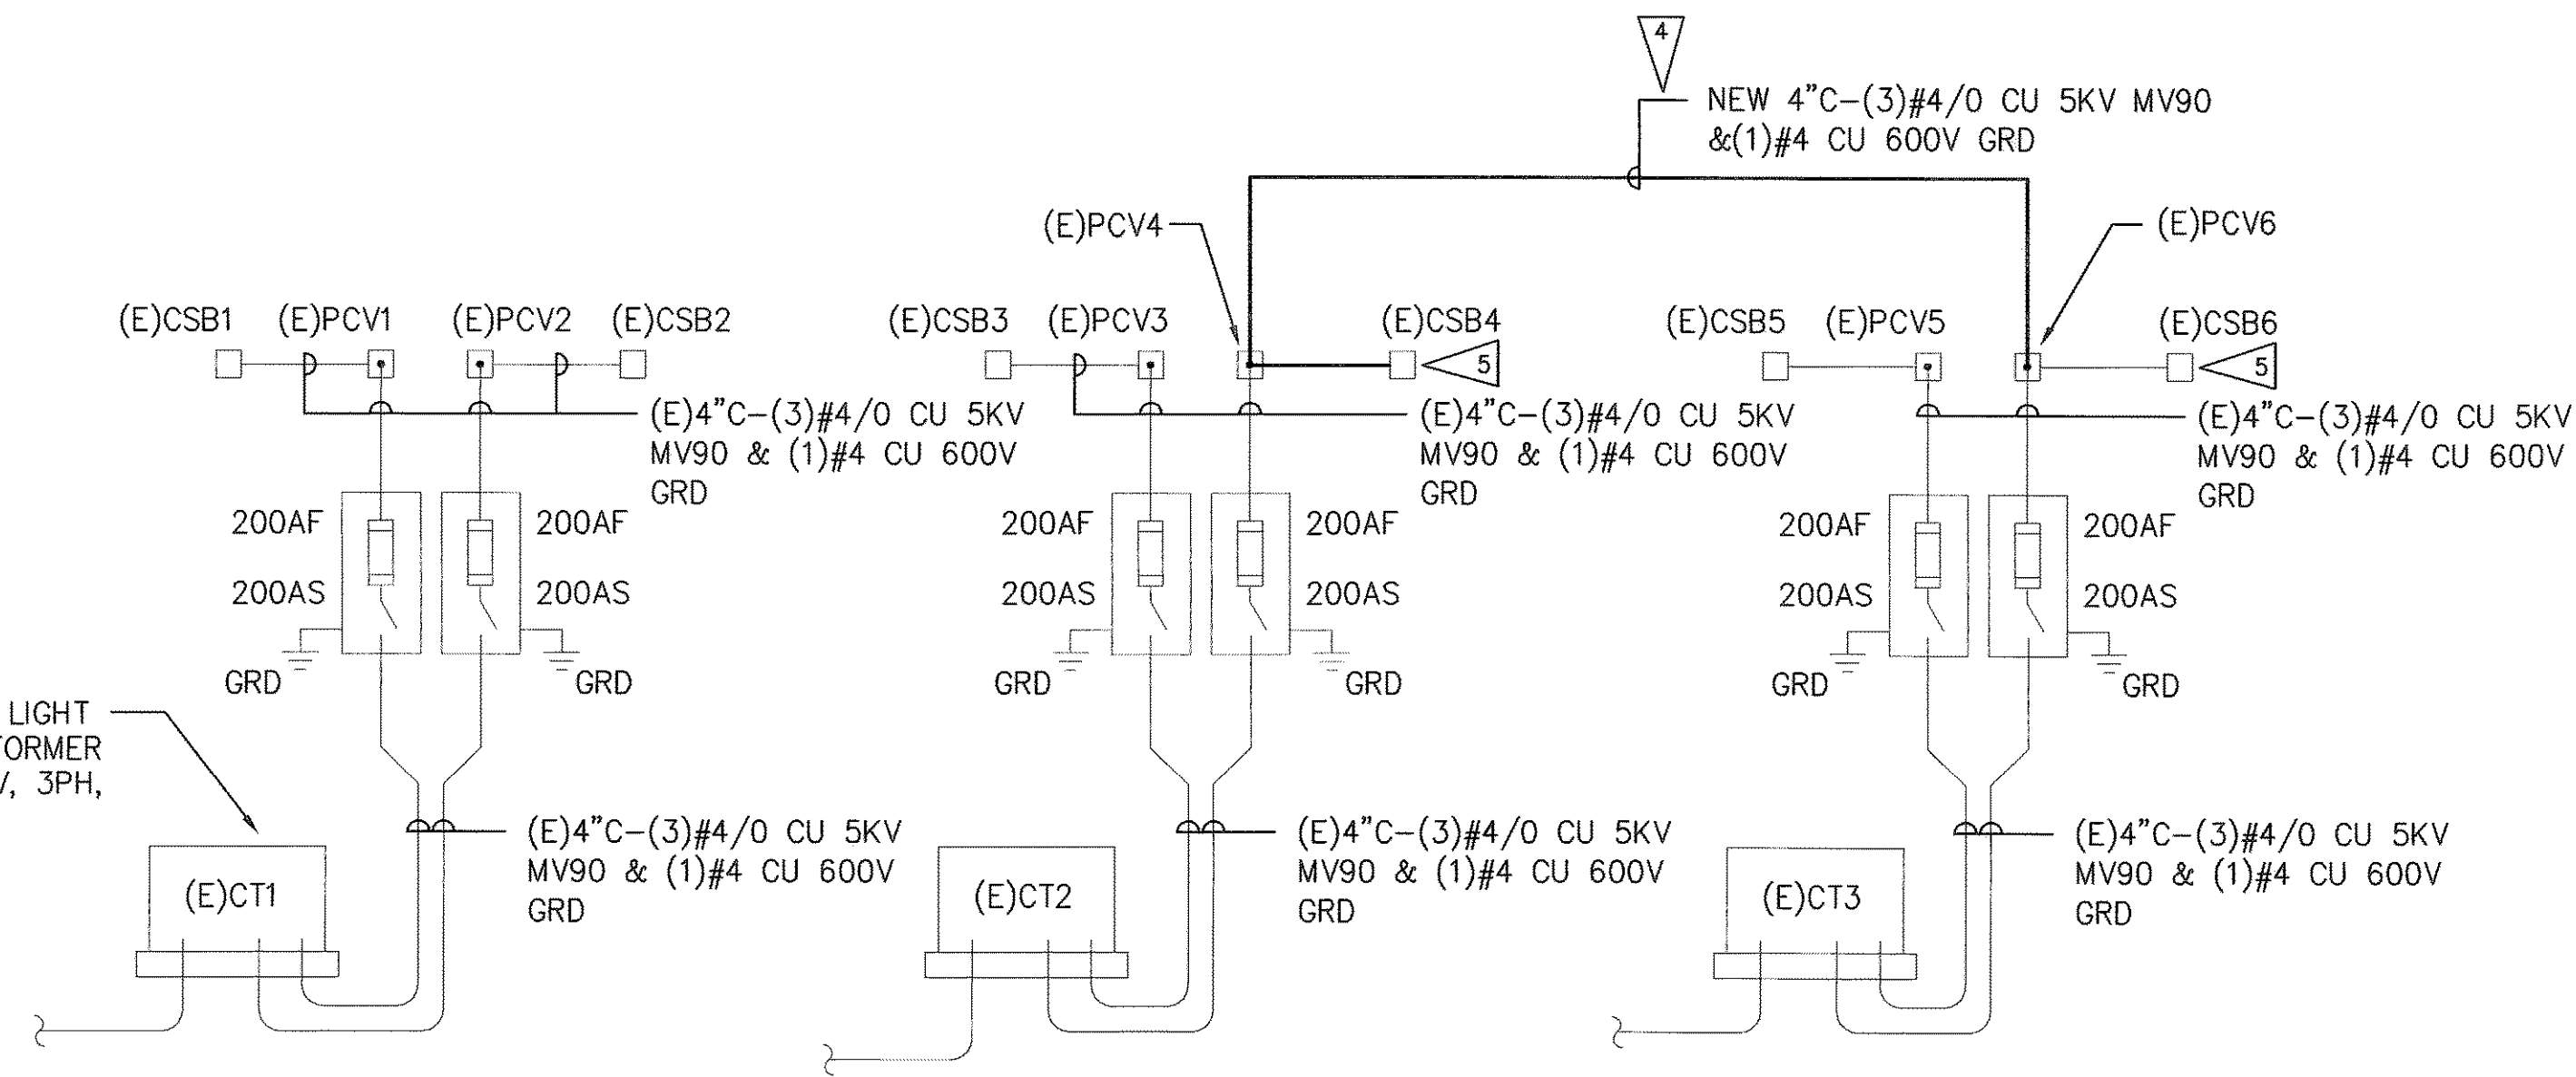 4
NEW 4"C-(3)#4/0 CU 5KV MV90
&(1)#4 CU 600V GRD
(E)PCV4
(E)PCV6
(E)CSB1
(E)PCV1
(E)PCV2
(E)CSB2
(E)CSB3
(E)PCV3
(E)CSB4
(E)CSB5
(E)PCV5
(E)CSB6
5
5
(E)4"C-(3)#4/0 CU 5KV
MV90 & (1)#4 CU 600V
GRD
(E)4"C-(3)#4/0 CU 5KV
MV90 & (1)#4 CU 600V
GRD
(E)4"C-(3)#4/0 CU 5KV
MV90 & (1)#4 CU 600V
GRD
200AF
200AF
200AF
200AF
200AF
200AF
200AS
200AS
200AS
200AS
200AS
200AS
GRD
GRD
GRD
GRD
GRD
GRD
LIGHT
3PH,
(E)4"C-(3)#4/0 CU 5KV
MV90 & (1)#4 CU 600V
GRD
(E)4"C-(3)#4/0 CU 5KV
MV90 & (1)#4 CU 600V
GRD
(E)4"C-(3)#4/0 CU 5KV
MV90 & (1)#4 CU 600V
GRD
(E)CT1
(E)CT2
(E)CT3